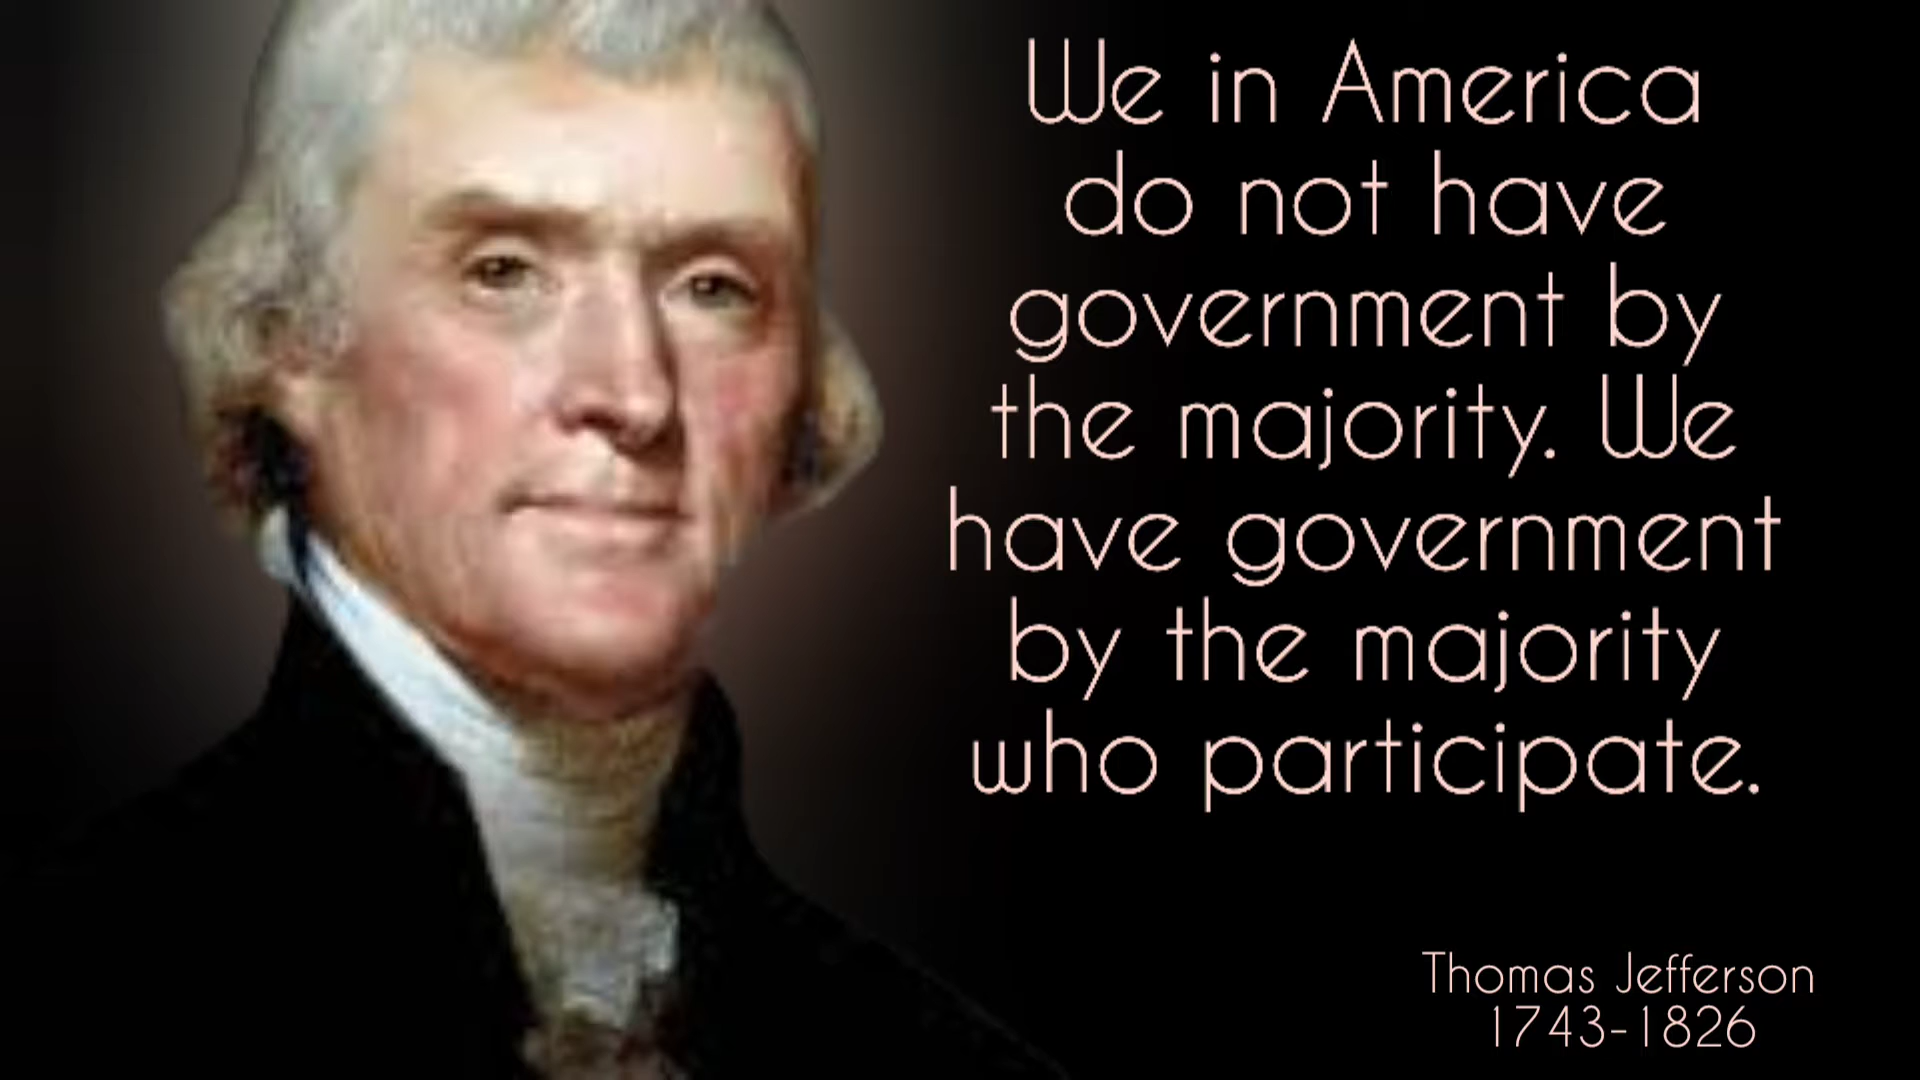 We in America
do not have
government by
the majority. We
have government
by the majority
who participate.
Thomas Jefferson
1743-1826